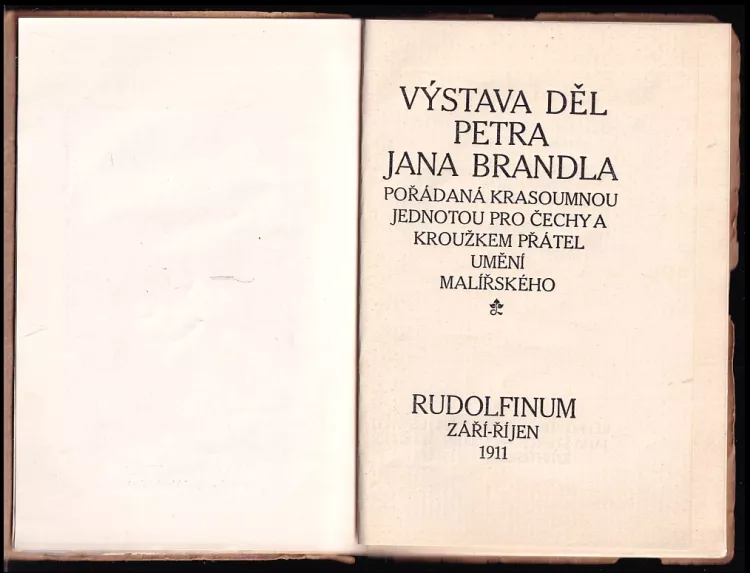 VÝSTAVA DĚL
PETRA
JANA BRANDLA
POŘÁDANÁ KRASOUMNOU
JEDNOTOU PRO ČECHY A
KROUŽKEM PŘÁTEL
UMĚNÍ
MALÍŘSKÉHO
RUDOLFINUM
ZÁŘÍ-ŘÍJEN
1911